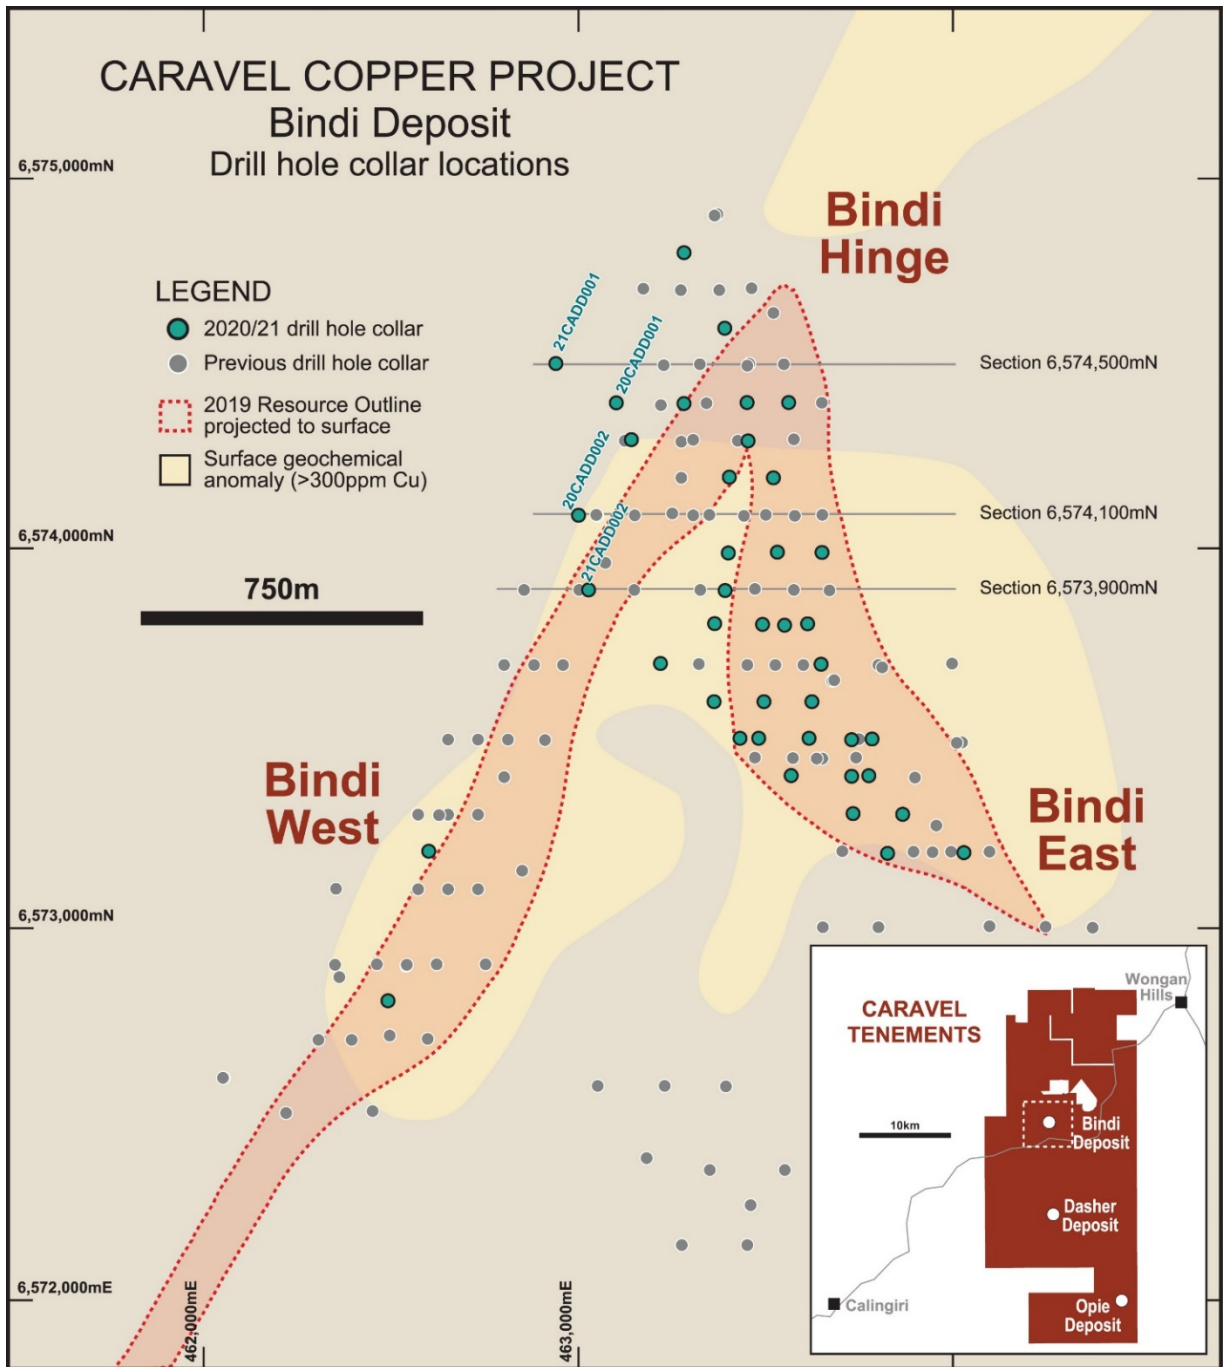 CARAVEL COPPER PROJECT
Bindi Deposit
Drill hole collar locations
6,575,000mN
Bindi
Hinge
LEGEND
2020/21 drill hole collar
Previous drill hole collar
2019 Resource Outline
projected to surface
Surface geochemical
anomaly (>300ppm Cu)
21CADD001
20CADD001
Section 6,574,500mN
20CADD002
21CADD002
Section 6,574,100mN
6,574,000mN
Section 6,573,900mN
750m
Bindi
West
Bindi
East
6,573,000mN
CARAVEL
TENEMENTS
Wongan
Hills
10km
Bindi
Deposit
Dasher
Deposit
Calingiri
Opie
Deposit
6,572,000mE
462,000mE
463,000mE